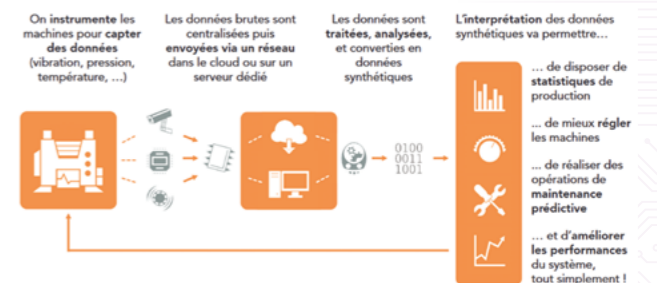 On instrumente les
machines pour capter
des données
(vibration, pression,
température, …)
Les données brutes sont
centralisées puis
envoyées via un réseau
dans le cloud ou sur un
serveur dédié
Les données sont
traitées, analysées,
et converties en
données
synthétiques
L'interprétation des données
synthétiques va permettre…
… de disposer de
statistiques de
production
... de mieux régler
les machines
... de réaliser des
opérations de
maintenance
prédictive
… et d'améliorer
les performances
du système,
tout simplement !
0100
0011
1001